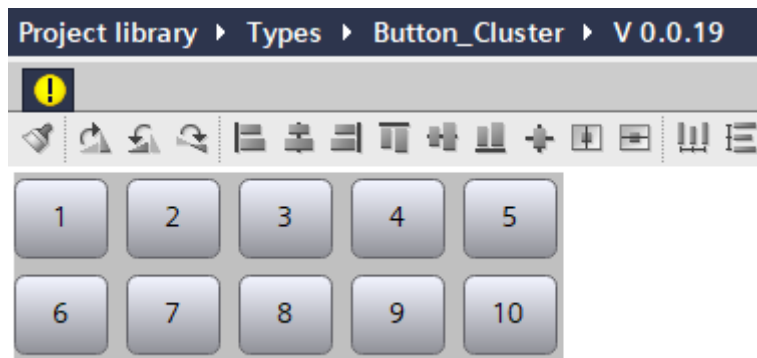 Project library ▸ Types ▸ Button_Cluster ▸ V 0.0.19
1 2 3 4 5
6 7 8 9 10